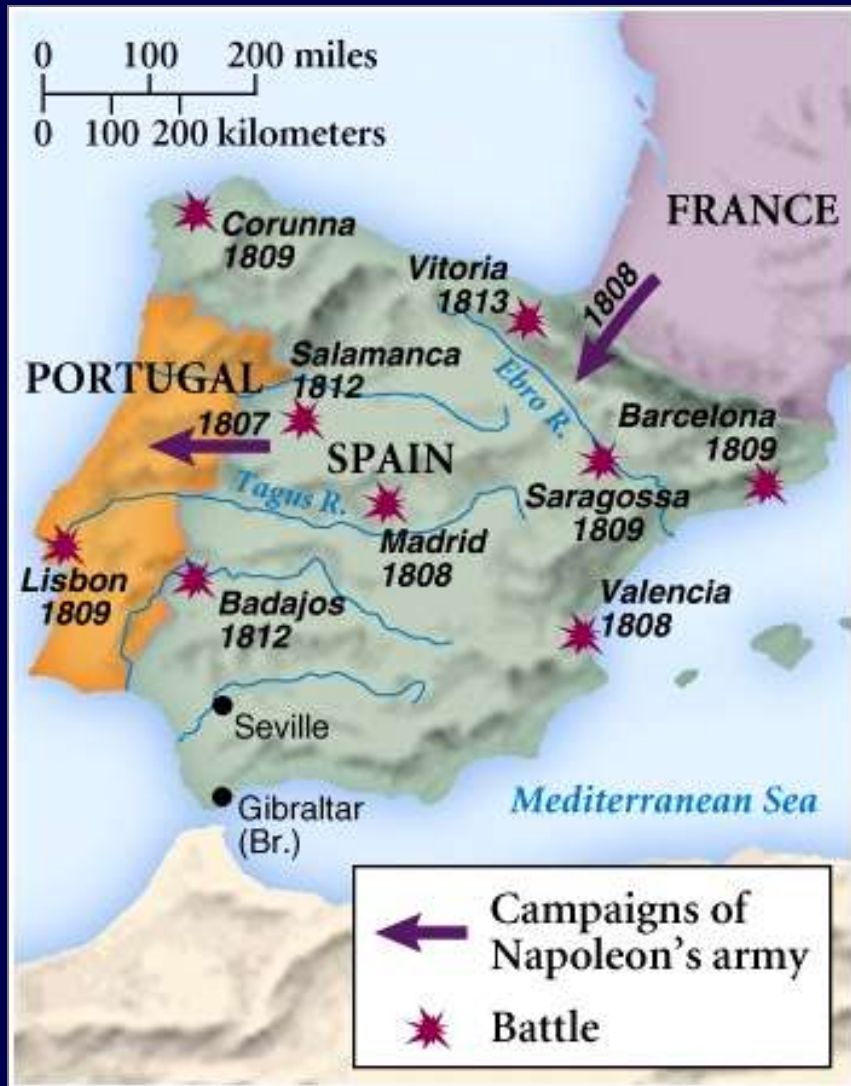 0 100 200 miles
0 100 200 kilometers
FRANCE
Corunna
1809
Vitoria
1813
1808
Salamanca
1812
PORTUGAL
Ebro R.
Barcelona
1809
1807
SPAIN
Tagus R.
Saragossa
1809
Madrid
1808
Lisbon
1809
Badajos
1812
Valencia
1808
Seville
Gibraltar
(Br.)
Mediterranean Sea
Campaigns of
Napoleon's army
Battle